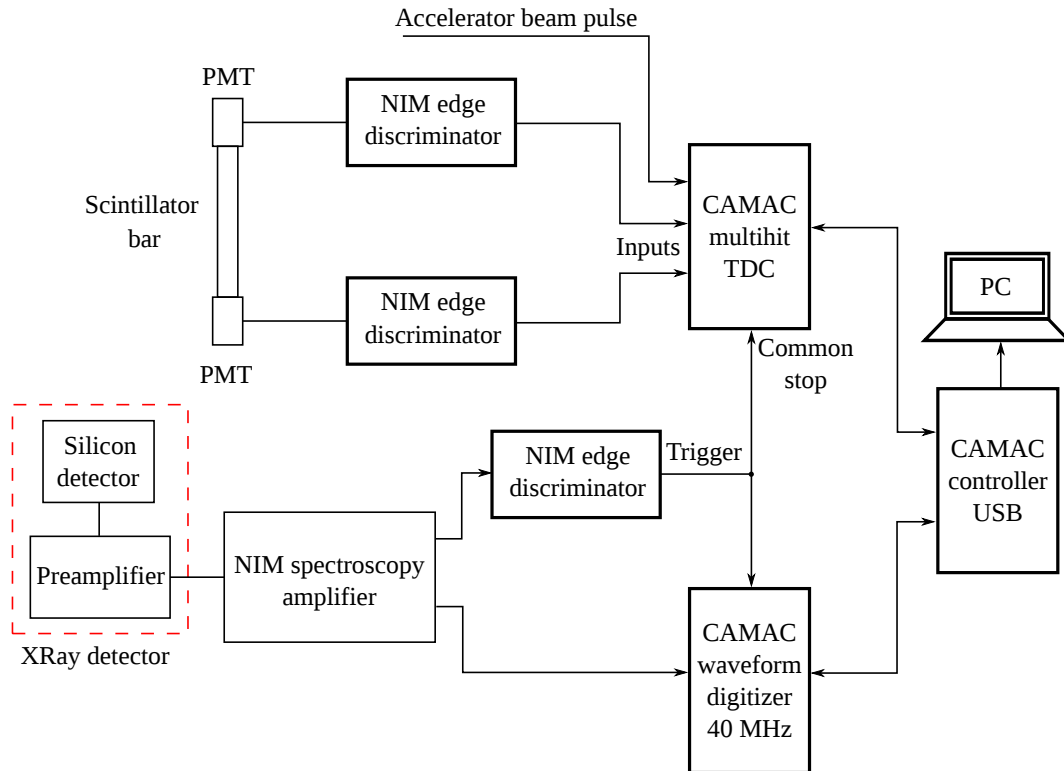 Accelerator beam pulse
PMT
NIM edge
discriminator
Scintillator
bar
CAMAC
multihit
TDC
Inputs
PC
NIM edge
discriminator
PMT
Common
stop
Silicon
detector
NIM edge
discriminator
Trigger
CAMAC
controller
USB
Preamplifier
NIM spectroscopy
amplifier
XRay detector
CAMAC
waveform
digitizer
40 MHz